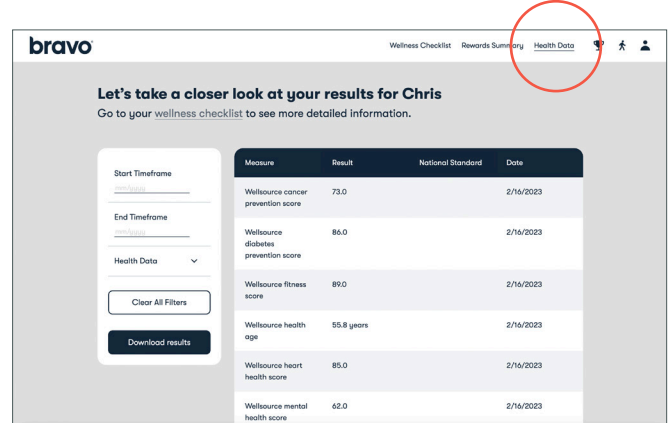 bravo
Wellness Checklist Rewards Summary Health Data
Let's take a closer look at your results for Chris
Go to your wellness checklist to see more detailed information.
Start Timeframe
mm/yyyy
End Timeframe
mm/yyyy
Health Data
Clear All Filters
Download results
Measure Result National Standard Date
Wellsource cancer 73.0 2/16/2023
prevention score
Wellsource 86.0 2/16/2023
diabetes
prevention score
Wellsource fitness 89.0 2/16/2023
score
Wellsource health 55.8 years 2/16/2023
age
Wellsource heart 85.0 2/16/2023
health score
Wellsource mental 62.0 2/16/2023
health score